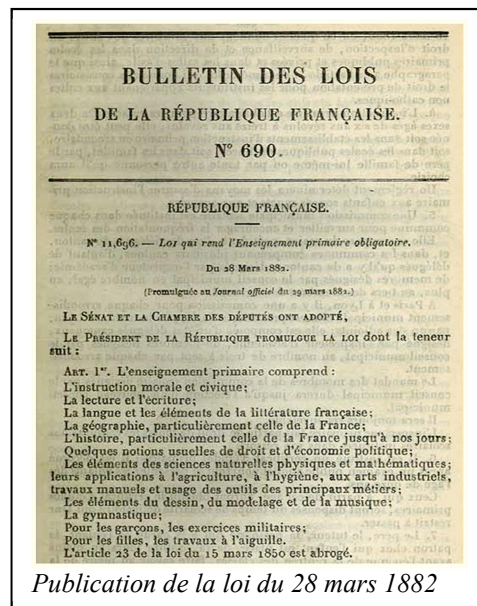 BULLETIN DES LOIS
DE LA RÉPUBLIQUE FRANÇAISE.
N° 690.
RÉPUBLIQUE FRANÇAISE.
N° 11,696. — Loi qui rend l'Enseignement primaire obligatoire.
Du 28 Mars 1882.
(Promulguée au Journal officiel du 29 mars 1882.)
LE SÉNAT ET LA CHAMBRE DES DÉPUTÉS ONT ADOPTÉ,
LE PRÉSIDENT DE LA RÉPUBLIQUE PROMULGUE LA LOI dont la teneur
suit :
ART. 1er. L'enseignement primaire comprend :
L'instruction morale et civique;
La lecture et l'écriture;
La langue et les éléments de la littérature française;
La géographie, particulièrement celle de la France;
L'histoire, particulièrement celle de la France jusqu'à nos jours;
Quelques notions usuelles de droit et d'économie politique;
Les éléments des sciences naturelles physiques et mathématiques;
leurs applications à l'agriculture, à l'hygiène, aux arts industriels,
travaux manuels et usage des outils des principaux métiers;
Les éléments du dessin, du modelage et de la musique;
La gymnastique;
Pour les garçons, les exercices militaires;
Pour les filles, les travaux à l'aiguille.
L'article 23 de la loi du 15 mars 1850 est abrogé.
Publication de la loi du 28 mars 1882